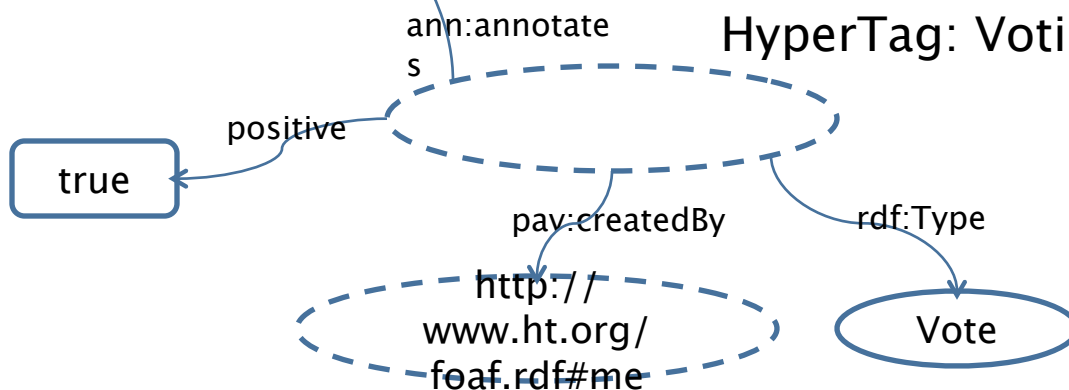 ann:annotate
s
HyperTag: Voti
positive
true
pav:createdBy
rdf:Type
http://
www.ht.org/
foaf.rdf#me
Vote